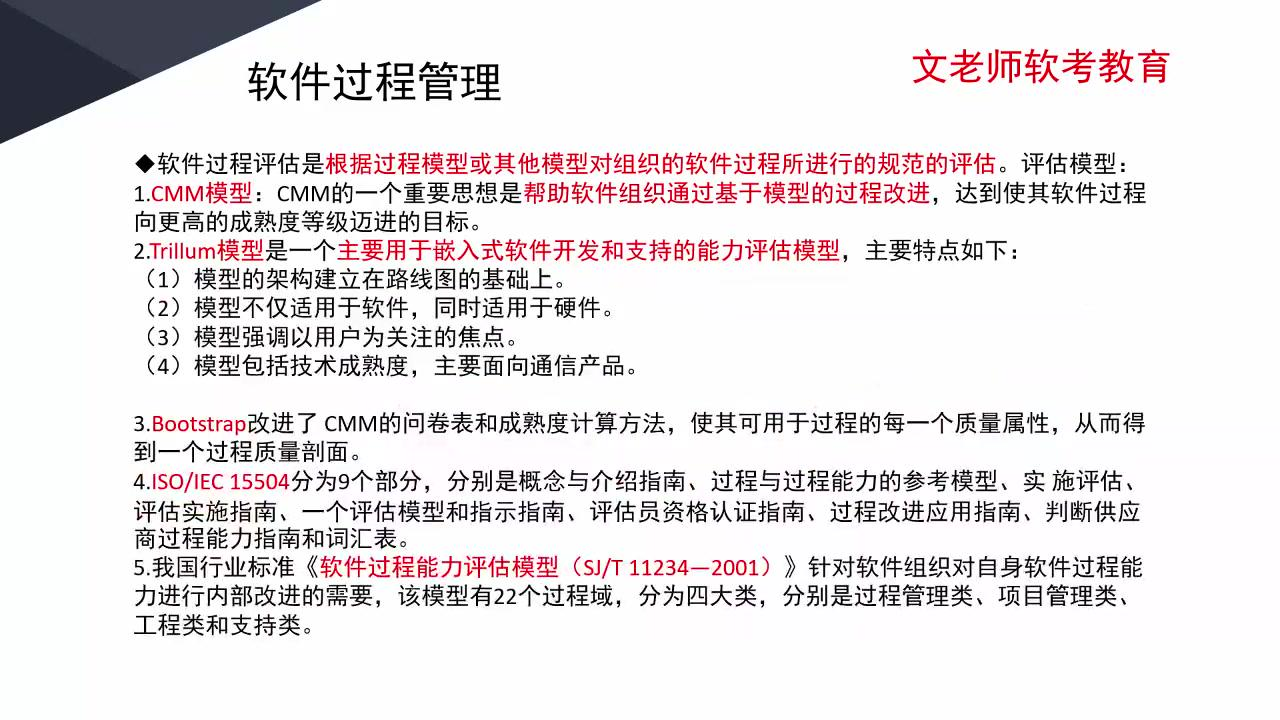 软件过程管理
文老师软考教育
◆软件过程评估是根据过程模型或其他模型对组织的软件过程所进行的规范的评估。评估模型：
1.CMM模型：CMM的一个重要思想是帮助软件组织通过基于模型的过程改进，达到使其软件过程
向更高的成熟度等级迈进的目标。
2.Trillum模型是一个主要用于嵌入式软件开发和支持的能力评估模型，主要特点如下：
（1）模型的架构建立在路线图的基础上。
（2）模型不仅适用于软件，同时适用于硬件。
（3）模型强调以用户为关注的焦点。
（4）模型包括技术成熟度，主要面向通信产品。
3.Bootstrap改进了 CMM的问卷表和成熟度计算方法，使其可用于过程的每一个质量属性，从而得
到一个过程质量剖面。
4.ISO/IEC 15504分为9个部分，分别是概念与介绍指南、过程与过程能力的参考模型、实 施评估、
评估实施指南、一个评估模型和指示指南、评估员资格认证指南、过程改进应用指南、判断供应
商过程能力指南和词汇表。
5.我国行业标准《软件过程能力评估模型（SJ/T 11234—2001）》针对软件组织对自身软件过程能
力进行内部改进的需要，该模型有22个过程域，分为四大类，分别是过程管理类、项目管理类、
工程类和支持类。